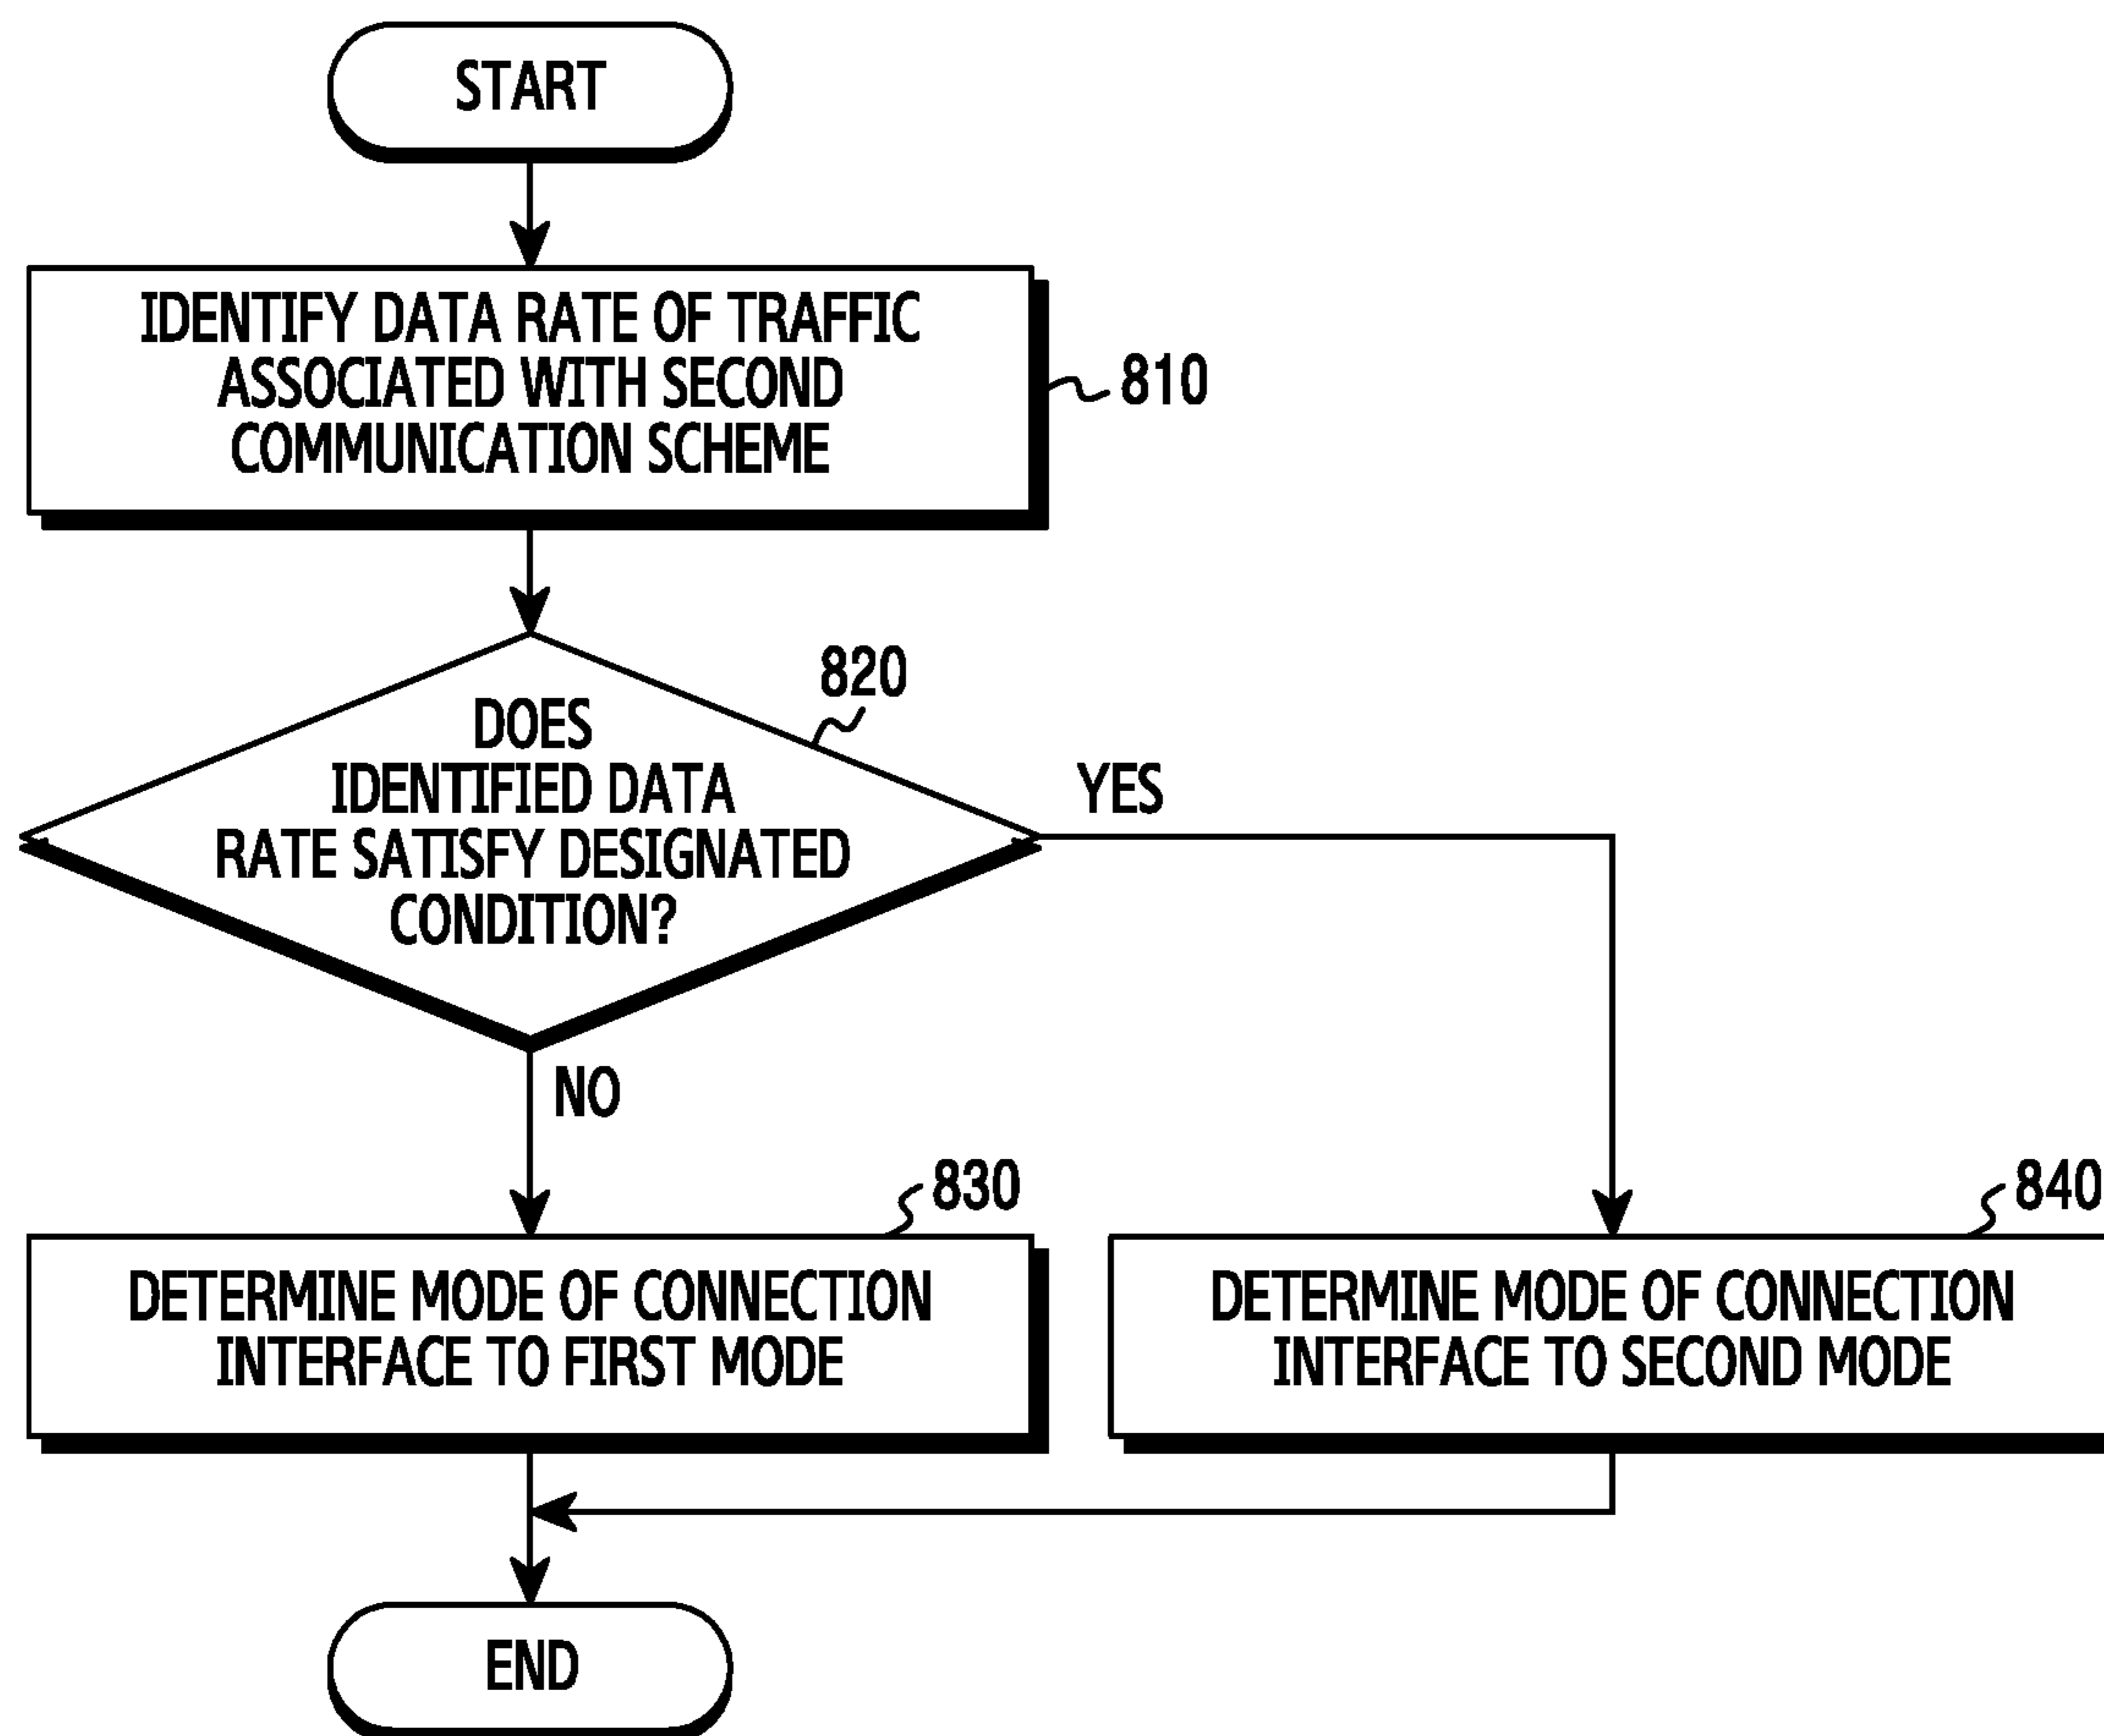 START
IDENTIFY DATA RATE OF TRAFFIC
ASSOCIATED WITH SECOND
COMMUNICATION SCHEME
810
820
DOES
IDENTIFIED DATA
RATE SATISFY DESIGNATED
CONDITION?
YES
NO
830
DETERMINE MODE OF CONNECTION
INTERFACE TO FIRST MODE
840
DETERMINE MODE OF CONNECTION
INTERFACE TO SECOND MODE
END